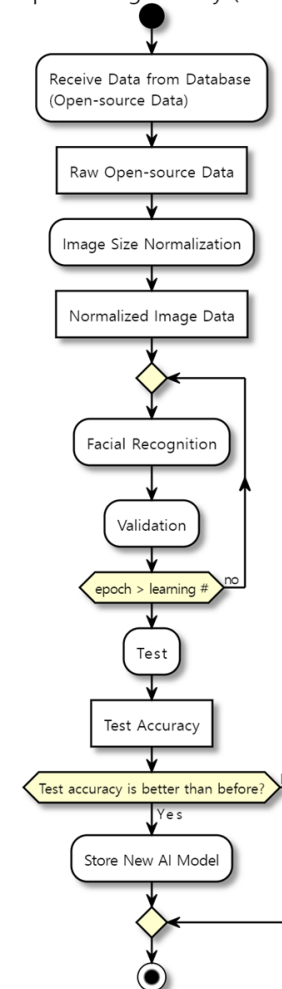 Receive Data from Database
(Open-source Data)
Raw Open-source Data
Image Size Normalization
Normalized Image Data
Facial Recognition
Validation
epoch > learning #
no
Test
Test Accuracy
Test accuracy is better than before?
Yes
Store New AI Model